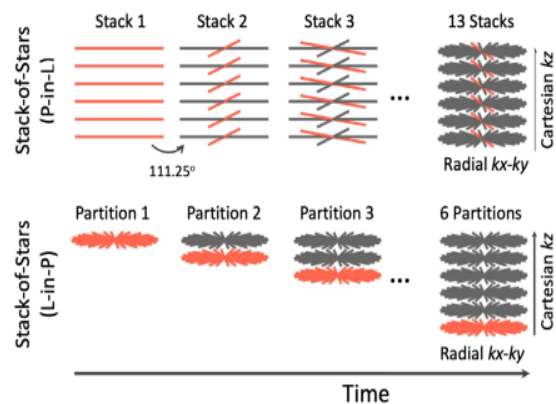 Stack 1
Stack 2
Stack 3
13 Stacks
Stack-of-Stars
(P-in-L)
...
Cartesian kz
111.25°
Radial kx-ky
Partition 1
Partition 2
Partition 3
6 Partitions
Stack-of-Stars
(L-in-P)
...
Cartesian kz
Radial kx-ky
Time